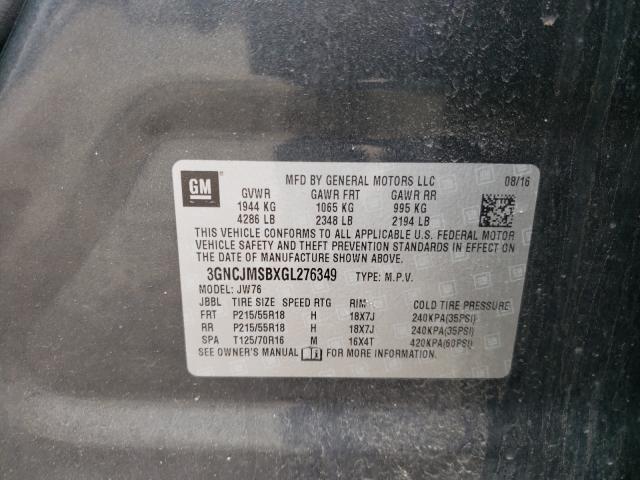 GM
MFD BY GENERAL MOTORS LLC 08/16
GVWR GAWR FRT GAWR RR
1944 KG 1065 KG 995 KG
4286 LB 2348 LB 2194 LB
THIS VEHICLE CONFORMS TO ALL APPLICABLE U.S. FEDERAL MOTOR
VEHICLE SAFETY AND THEFT PREVENTION STANDARDS IN EFFECT ON
THE DATE OF MANUFACTURE SHOWN ABOVE.
3GNCJMSBXGL276349 TYPE: M.P.V.
MODEL: JW76
JBBL TIRE SIZE SPEED RTG RIM COLD TIRE PRESSURE
FRT P215/55R18 H 18X7J 240KPA(35PSI)
RR P215/55R18 H 18X7J 240KPA(35PSI)
SPA T125/70R16 M 16X4T 420KPA(60PSI)
SEE OWNER'S MANUAL FOR MORE INFORMATION.